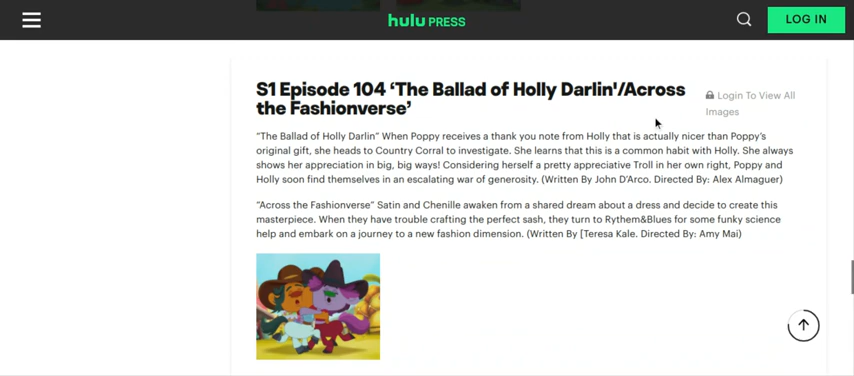 hulu PRESS
LOG IN
S1 Episode 104 ‘The Ballad of Holly Darlin'/Across
the Fashionverse’
Login To View All
Images
“The Ballad of Holly Darlin” When Poppy receives a thank you note from Holly that is actually nicer than Poppy’s
original gift, she heads to Country Corral to investigate. She learns that this is a common habit with Holly. She always
shows her appreciation in big, big ways! Considering herself a pretty appreciative Troll in her own right, Poppy and
Holly soon find themselves in an escalating war of generosity. (Written By John D’Arco. Directed By: Alex Almaguer)
“Across the Fashionverse” Satin and Chenille awaken from a shared dream about a dress and decide to create this
masterpiece. When they have trouble crafting the perfect sash, they turn to Rythem&Blues for some funky science
help and embark on a journey to a new fashion dimension. (Written By [Teresa Kale. Directed By: Amy Mai)